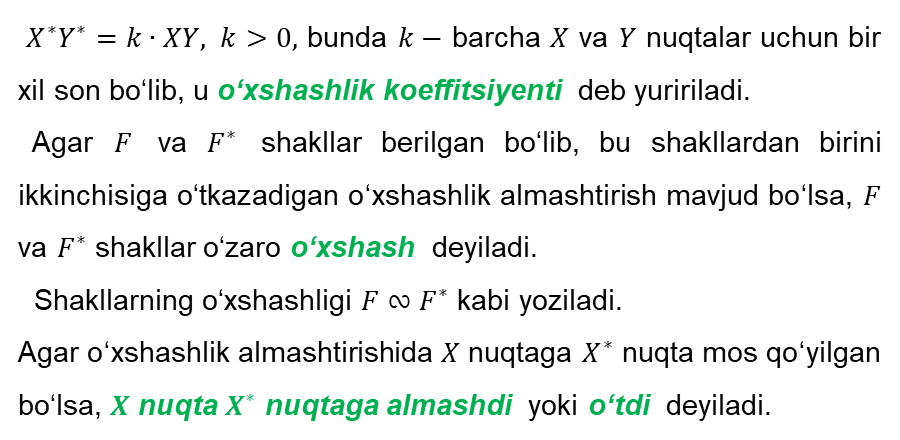 X*Y* = k · XY, k > 0, bunda k − barcha X va Y nuqtalar uchun bir
xil son bo‘lib, u o‘xshashlik koeffitsiyenti deb yuririladi.
Agar F va F* shakllar berilgan bo‘lib, bu shakllardan birini
ikkinchisiga o‘tkazadigan o‘xshashlik almashtirish mavjud bo‘lsa, F
va F* shakllar o‘zaro o‘xshash deyiladi.
Shakllarning o‘xshashligi F ∞ F* kabi yoziladi.
Agar o‘xshashlik almashtirishida X nuqtaga X* nuqta mos qo‘yilgan
bo‘lsa, X nuqta X* nuqtaga almashdi yoki o‘tdi deyiladi.